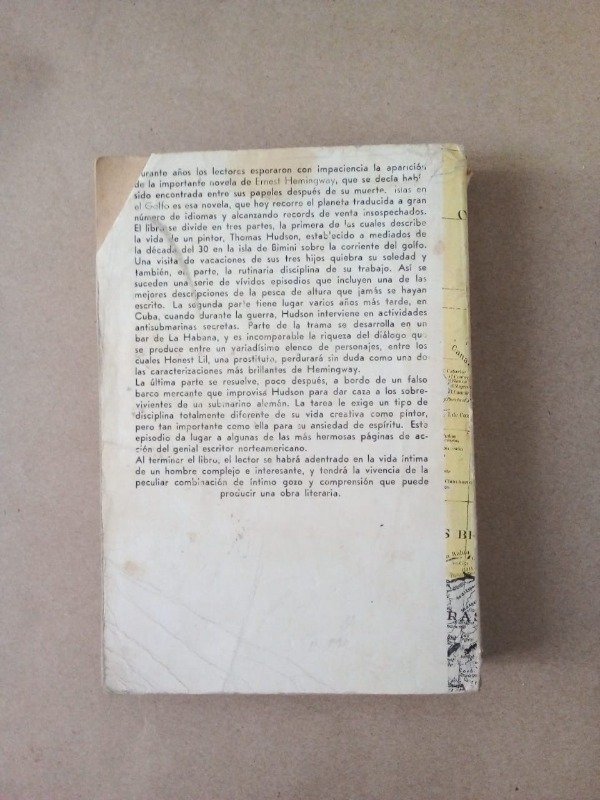 durante años los lectores esperaron con impaciencia la aparición
de la importante novela de Ernest Hemingway, que se decía hab'
sido encontrada entre sus papeles después de su muerte. Islas en
el Golfo es esa novela, que hoy recorre el planeta traducida a gran
número de idiomas y alcanzando records de venta insospechados.
El libro se divide en tres partes, la primera de las cuales describe
la vida de un pintor, Thomas Hudson, establecido a mediados de
la década del 30 en la isla de Bimini sobre la corriente del golfo.
Una visita de vacaciones de sus tres hijos quiebra su soledad y
también, en parte, la rutinaria disciplina de su trabajo. Así se
suceden una serie de vívidos episodios que incluyen una de las
mejores descripciones de la pesca de altura que jamás se hayan
escrito. La segunda parte tiene lugar varios años más tarde, en
Cuba, cuando durante la guerra, Hudson interviene en actividades
antisubmarinas secretas. Parte de la trama se desarrolla en un
bar de La Habana, y es incomparable la riqueza del diálogo que
se produce entre un variadísimo elenco de personajes, entre los
cuales Honest Lil, una prostituta, perdurará sin duda como una de
las caracterizaciones más brillantes de Hemingway.
La última parte se resuelve, poco después, a bordo de un falso
barco mercante que improvisa Hudson para dar caza a los sobre-
vivientes de un submarino alemán. La tarea le exige un tipo de
disciplina totalmente diferente de su vida creativa como pintor,
pero tan importante como ella para su ansiedad de espíritu. Este
episodio da lugar a algunas de las más hermosas páginas de ac-
ción del genial escritor norteamericano.
Al terminar el libro, el lector se habrá adentrado en la vida íntima
de un hombre complejo e interesante, y tendrá la vivencia de la
peculiar combinación de íntimo gozo y comprensión que puede
producir una obra literaria.
O
Cana
S BI